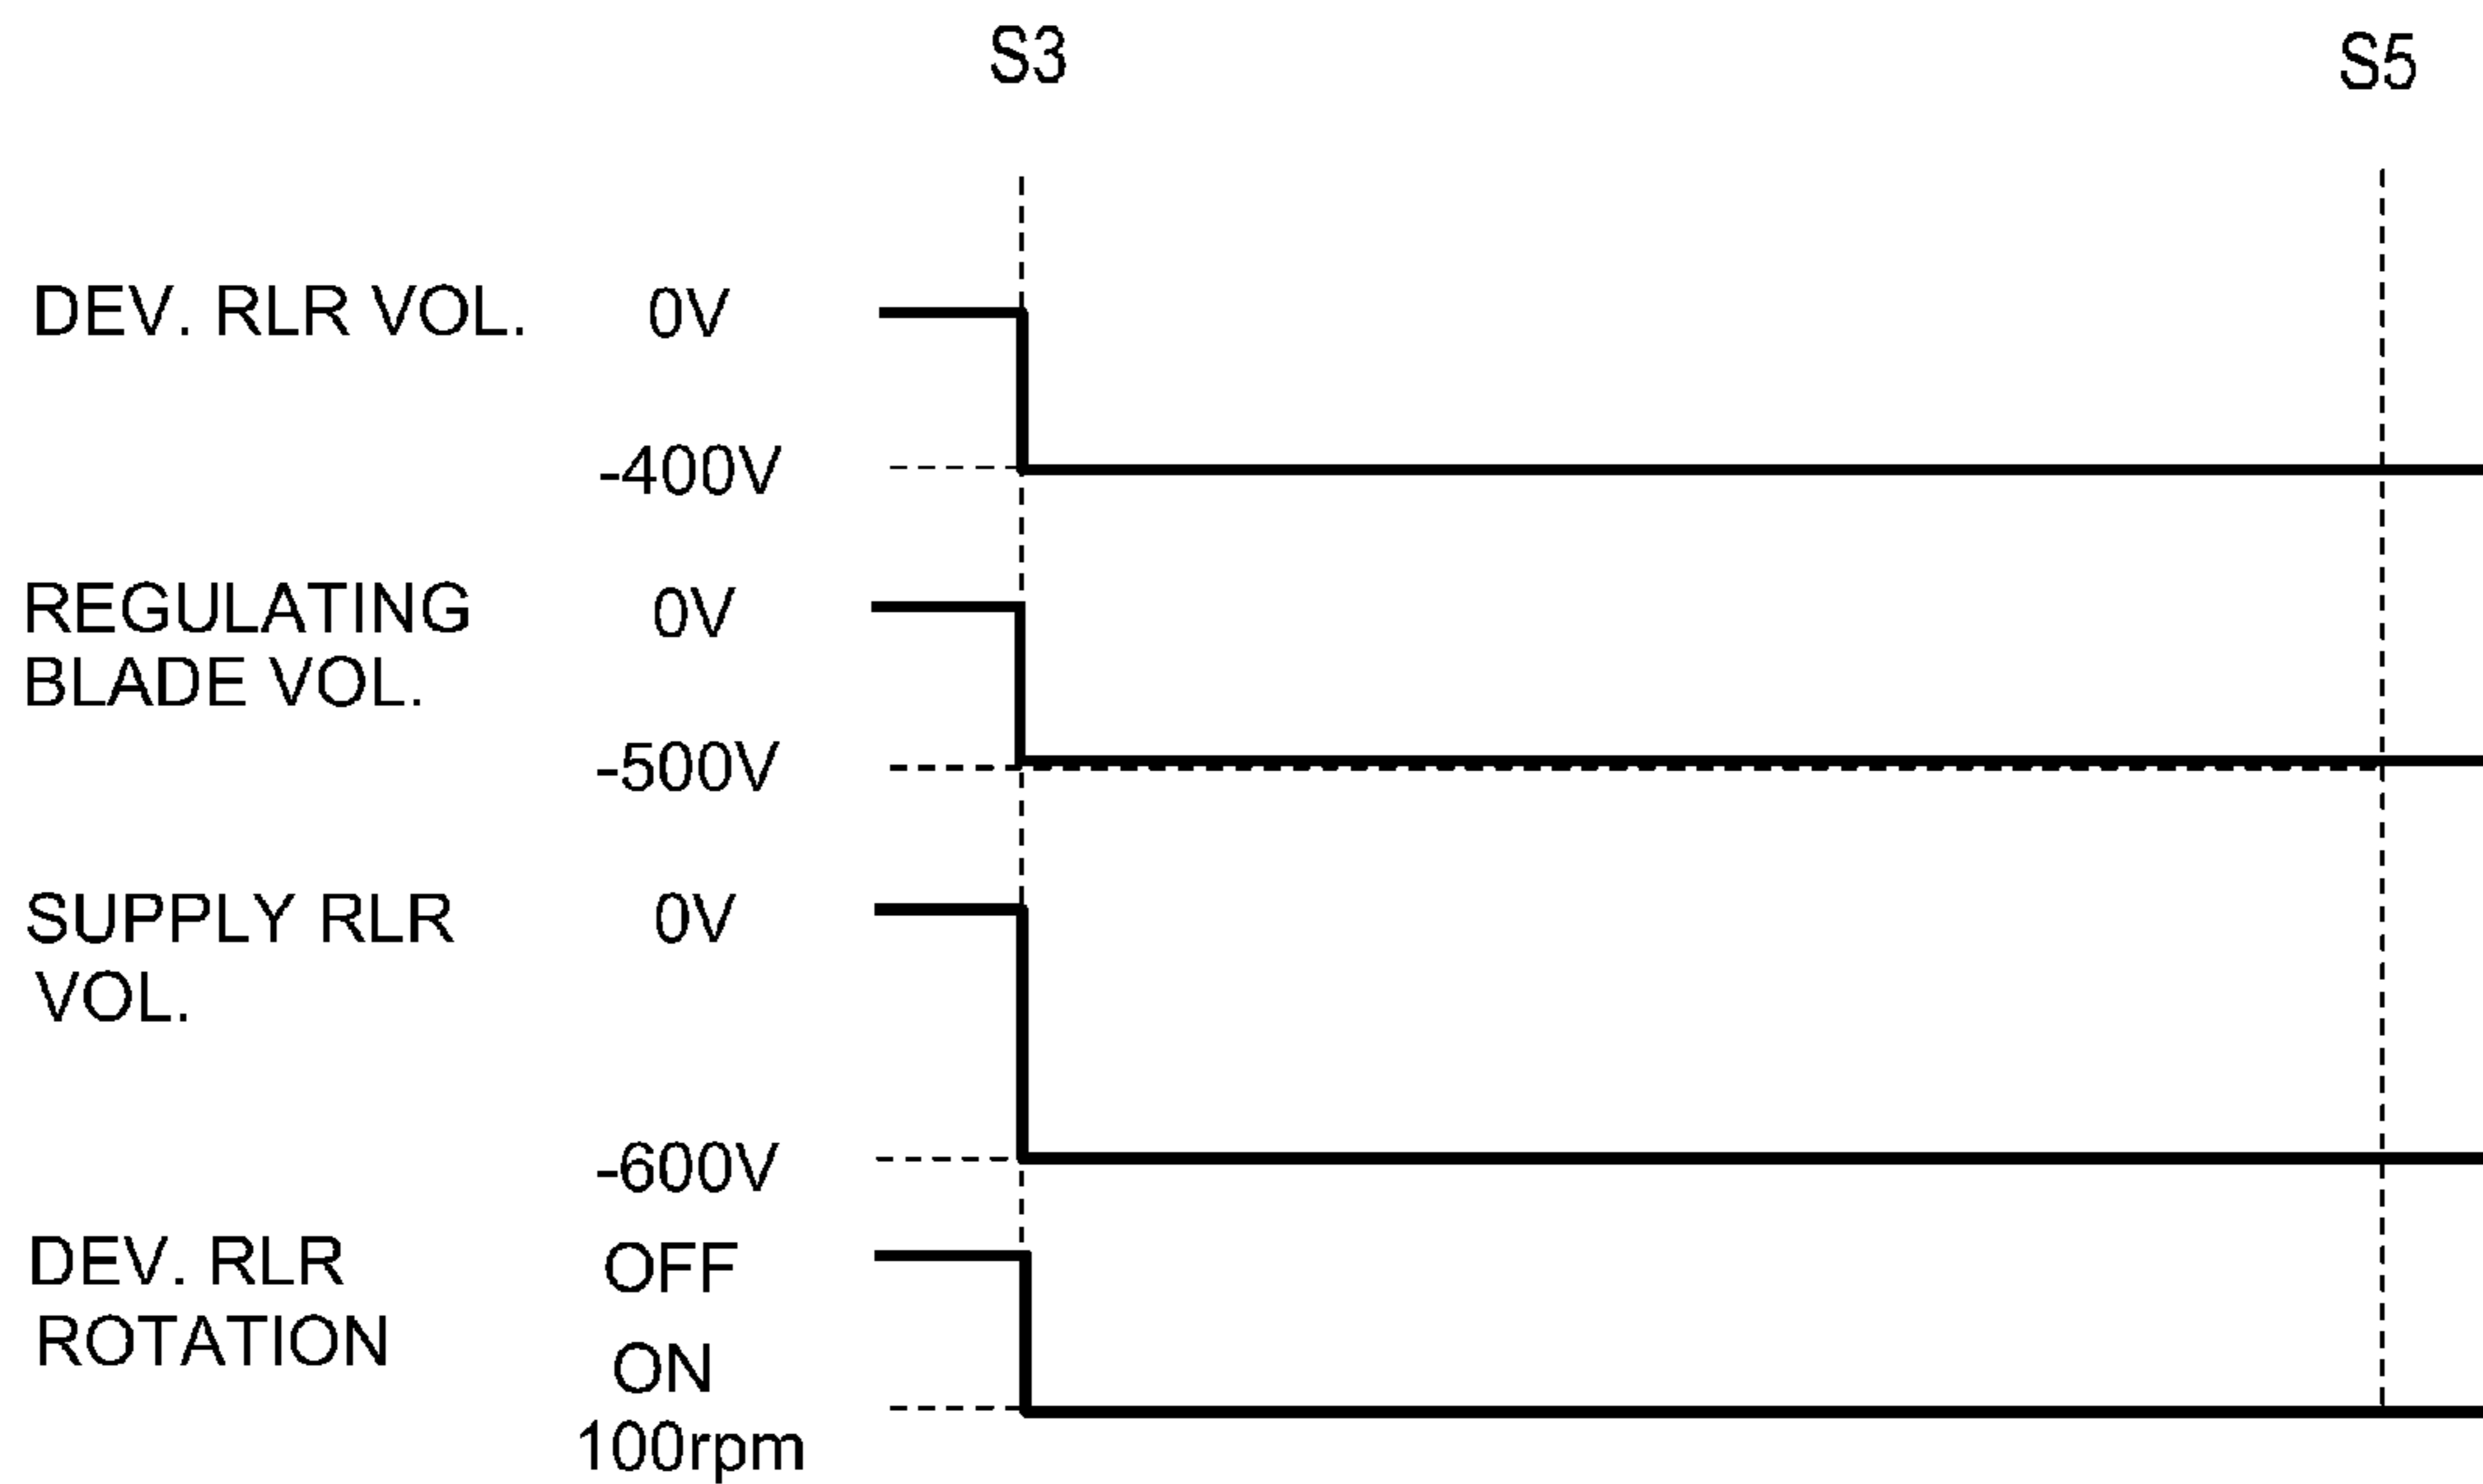 S3 S5
DEV. RLR VOL. 0V
-400V
REGULATING 0V
BLADE VOL.
-500V
SUPPLY RLR 0V
VOL.
-600V
DEV. RLR OFF
ROTATION ON
100rpm